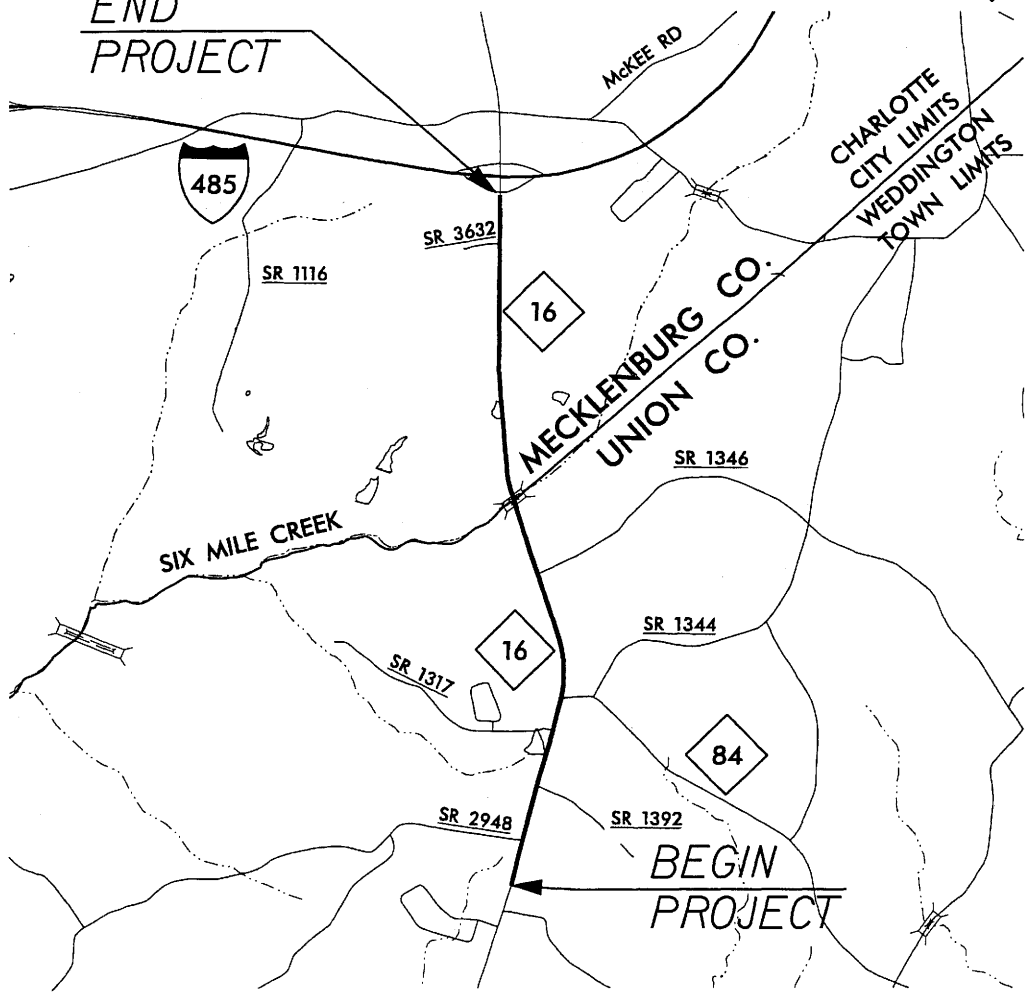 END
PROJECT
McKEE RD
CHARLOTTE
CITY LIMITS
WEDDINGTON
TOWN LIMITS
485
SR 3632
SR 1116
16
MECKLENBURG CO.
UNION CO.
SR 1346
SIX MILE CREEK
16
SR 1344
SR 1317
84
SR 2948
SR 1392
BEGIN
PROJECT